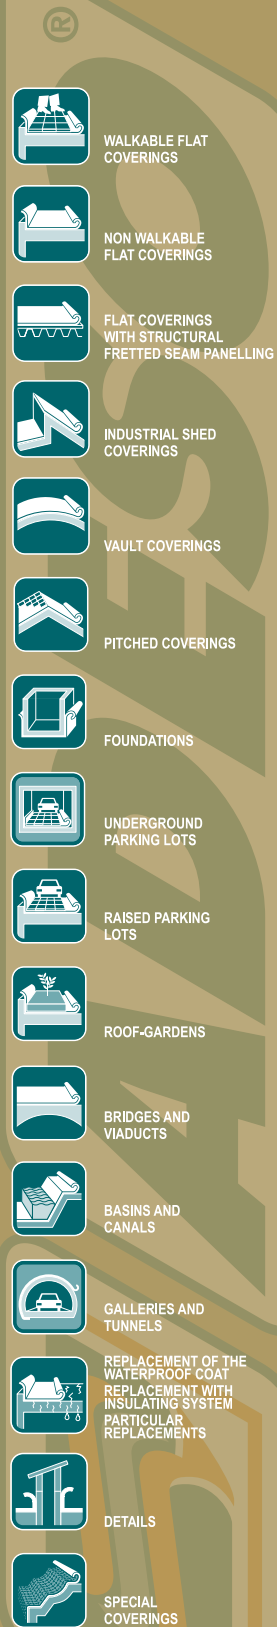 ®
WALKABLE FLAT
COVERINGS
NON WALKABLE
FLAT COVERINGS
FLAT COVERINGS
WITH STRUCTURAL
FRETTED SEAM PANELLING
INDUSTRIAL SHED
COVERINGS
VAULT COVERINGS
PITCHED COVERINGS
FOUNDATIONS
UNDERGROUND
PARKING LOTS
RAISED PARKING
LOTS
ROOF-GARDENS
BRIDGES AND
VIADUCTS
BASINS AND
CANALS
GALLERIES AND
TUNNELS
REPLACEMENT OF THE
WATERPROOF COAT
REPLACEMENT WITH
INSULATING SYSTEM
PARTICULAR
REPLACEMENTS
DETAILS
SPECIAL
COVERINGS